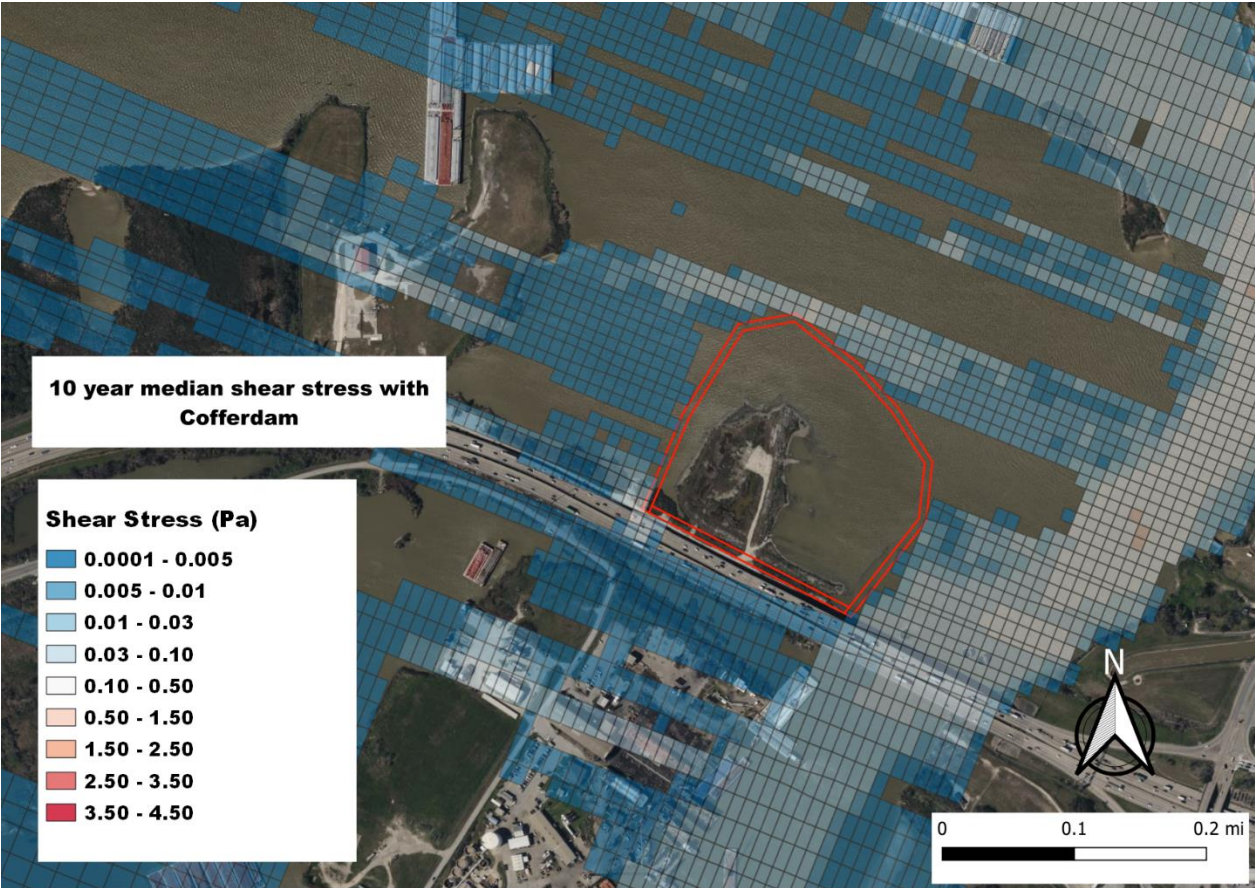 10 year median shear stress with
Cofferdam
Shear Stress (Pa)
0.0001 - 0.005
0.005 - 0.01
0.01 - 0.03
0.03 - 0.10
0.10 - 0.50
0.50 - 1.50
1.50 - 2.50
2.50 - 3.50
3.50 - 4.50
N
0 0.1 0.2 mi